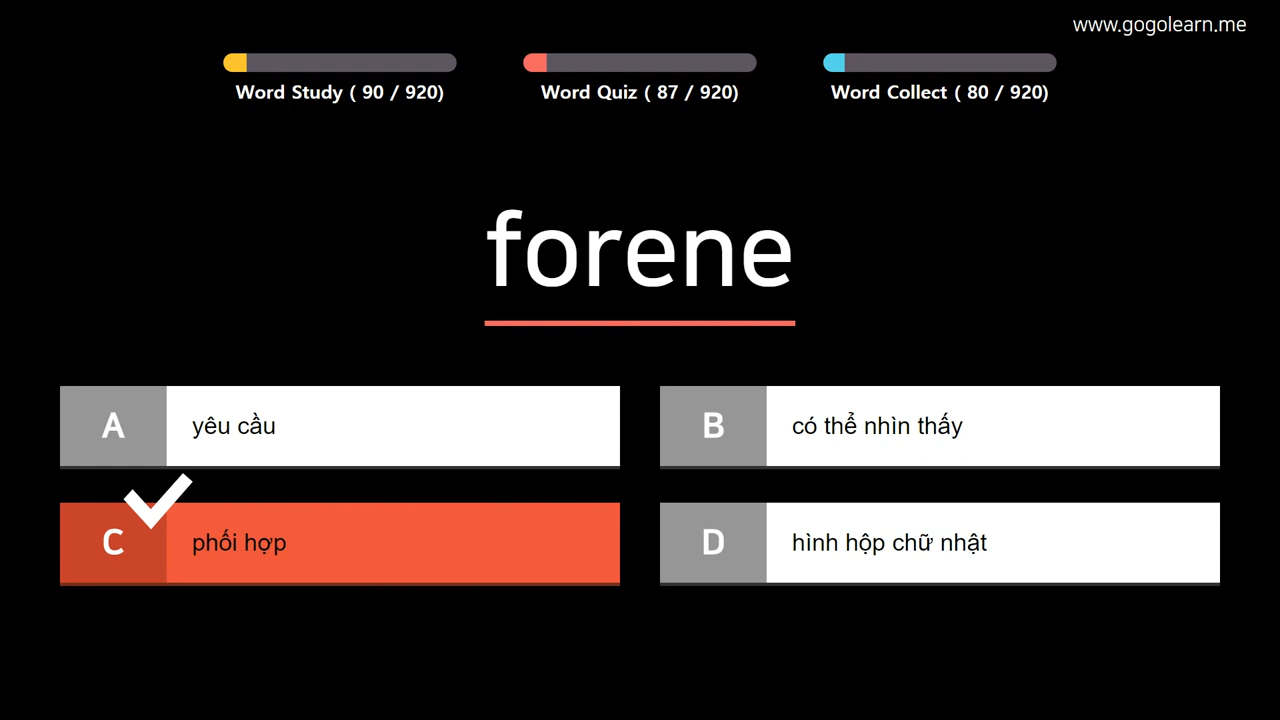 www.gogolearn.me
Word Study ( 90 / 920)
Word Quiz ( 87 / 920)
Word Collect ( 80 / 920)
forene
A yêu cầu
B có thể nhìn thấy
C phối hợp
D hình hộp chữ nhật